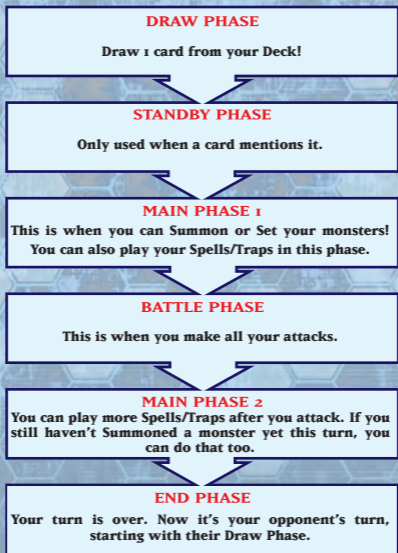 DRAW PHASE
Draw 1 card from your Deck!
STANDBY PHASE
Only used when a card mentions it.
MAIN PHASE 1
This is when you can Summon or Set your monsters!
You can also play your Spells/Traps in this phase.
BATTLE PHASE
This is when you make all your attacks.
MAIN PHASE 2
You can play more Spells/Traps after you attack. If you
still haven't Summoned a monster yet this turn, you
can do that too.
END PHASE
Your turn is over. Now it's your opponent's turn,
starting with their Draw Phase.